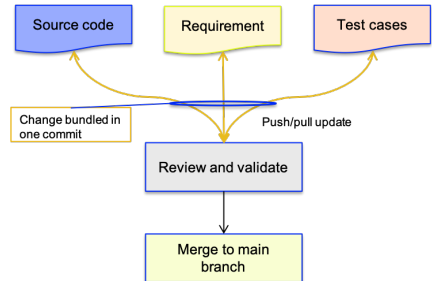 Source code
Requirement
Test cases
Change bundled in
one commit
Push/pull update
Review and validate
Merge to main
branch